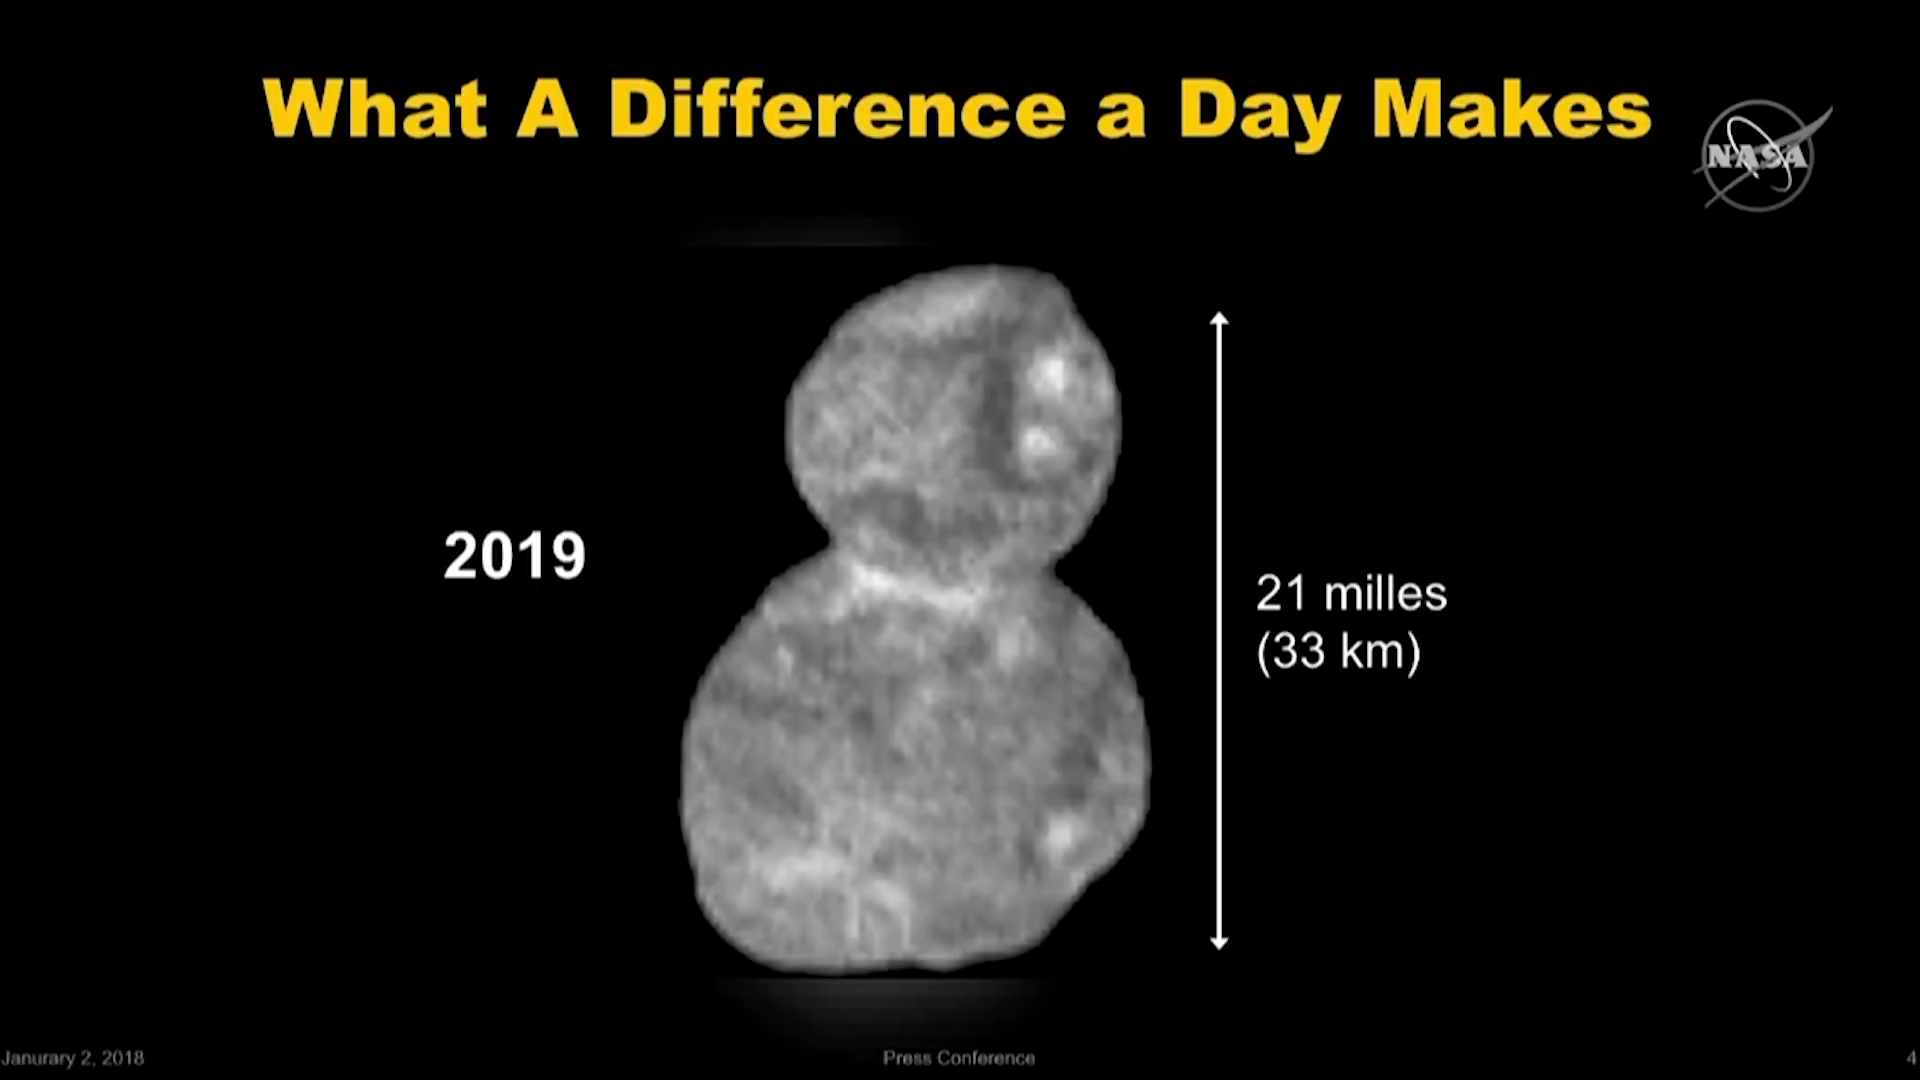 What A Difference a Day Makes
NASA
2019
21 milles
(33 km)
Janurary 2, 2018
Press Conference
4